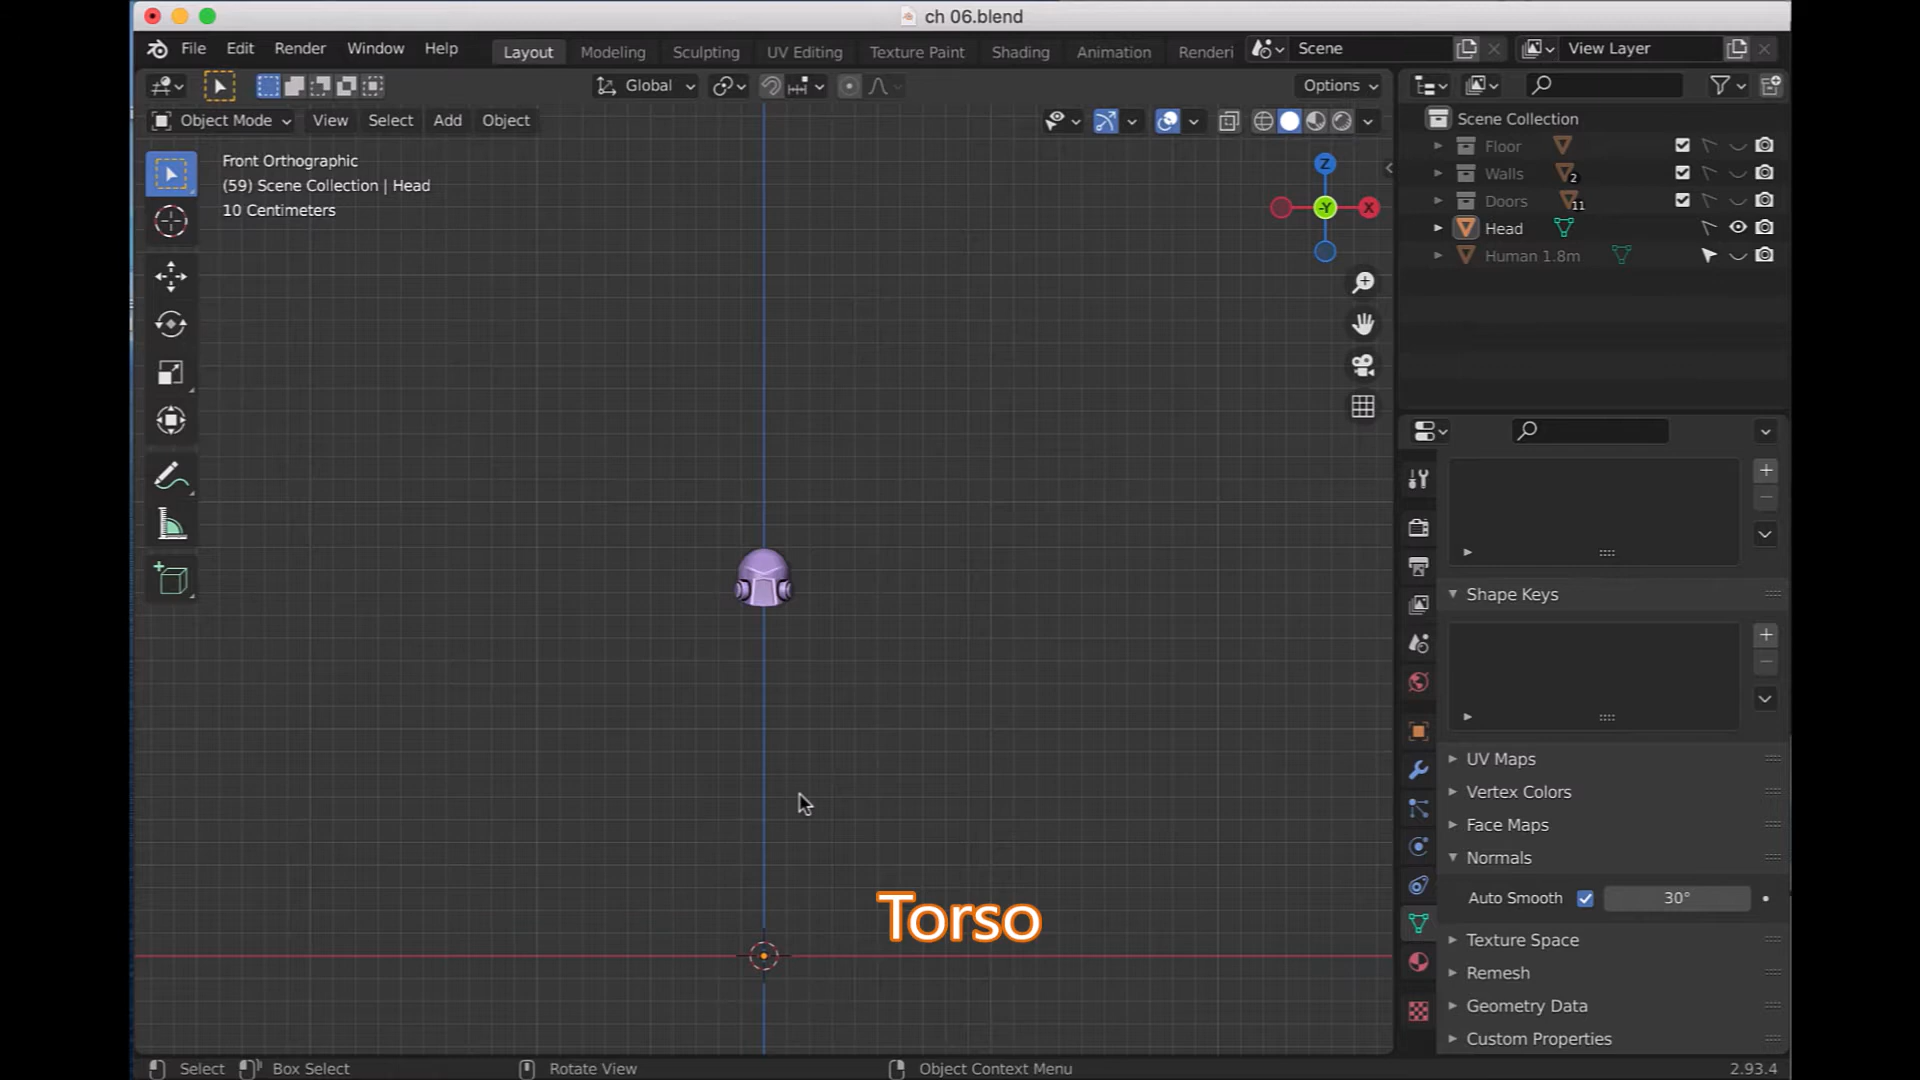 ch 06.blend
File Edit Render Window Help Layout Modeling Sculpting UV Editing Texture Paint Shading Animation Renderi Scene View Layer
Global Options
Object Mode View Select Add Object
Scene Collection
Floor
Walls 2
Doors 11
Head
Human 1.8m
Front Orthographic
(59) Scene Collection | Head
10 Centimeters
Z
-Y X
Shape Keys
UV Maps
Vertex Colors
Face Maps
Normals
Auto Smooth 30°
Texture Space
Remesh
Geometry Data
Custom Properties
Torso
Select Box Select Rotate View Object Context Menu 2.93.4